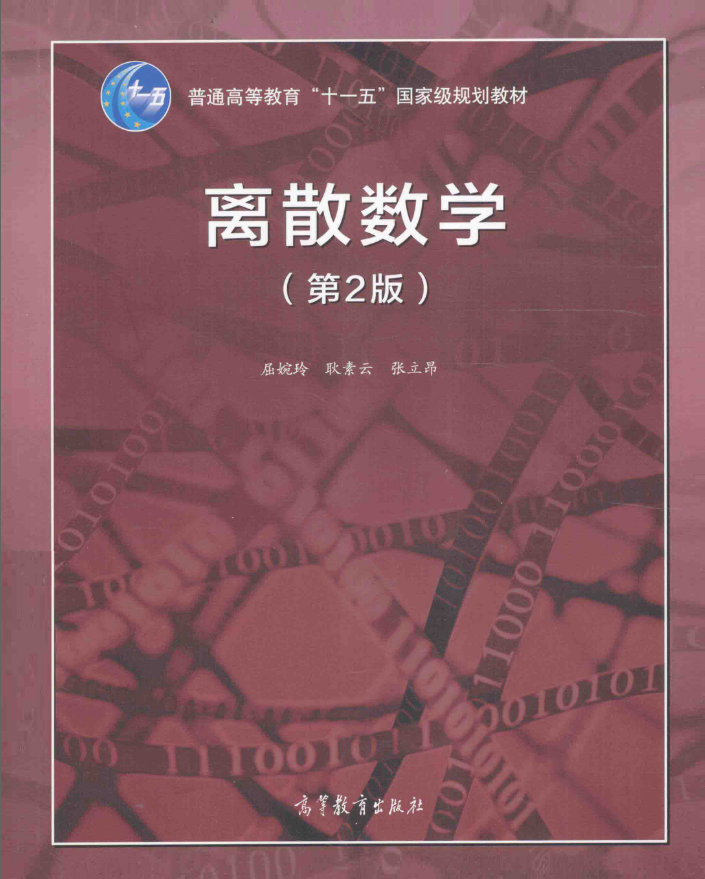 十一五
普通高等教育“十一五”国家级规划教材
离散数学
（第2版）
屈婉玲 耿素云 张立昂
高等教育出版社